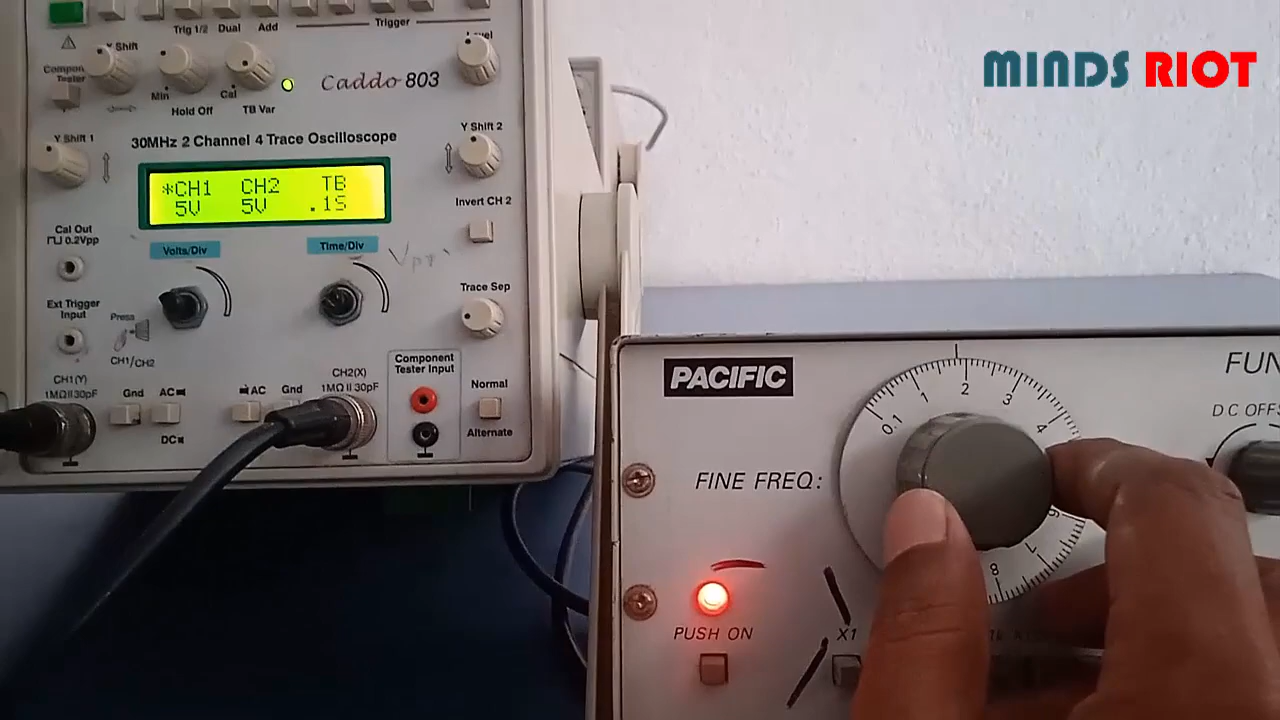 MINDS RIOT
Trig 1/2 Dual Add
Trigger
Shift
Level
Caddo 803
Min
Hold Off
Cal
TB Var
30MHz 2 Channel 4 Trace Oscilloscope
Y Shift 1
Y Shift 2
*CH1 CH2 TB
5V 5V .1S
Invert CH 2
Cal Out
0.2Vpp
Volts/Div
Time/Div
Ext Trigger
Input
Press
CH1/CH2
Trace Sep
CH1(Y)
1MΩ II 30pF
Gnd
AC
DC
AC
Gnd
CH2(X)
1MΩ II 30pF
Component
Tester Input
Normal
Alternate
PACIFIC
FUN
DC OFFS
FINE FREQ:
0.1 1 2 3 4
7 8
PUSH ON
X1